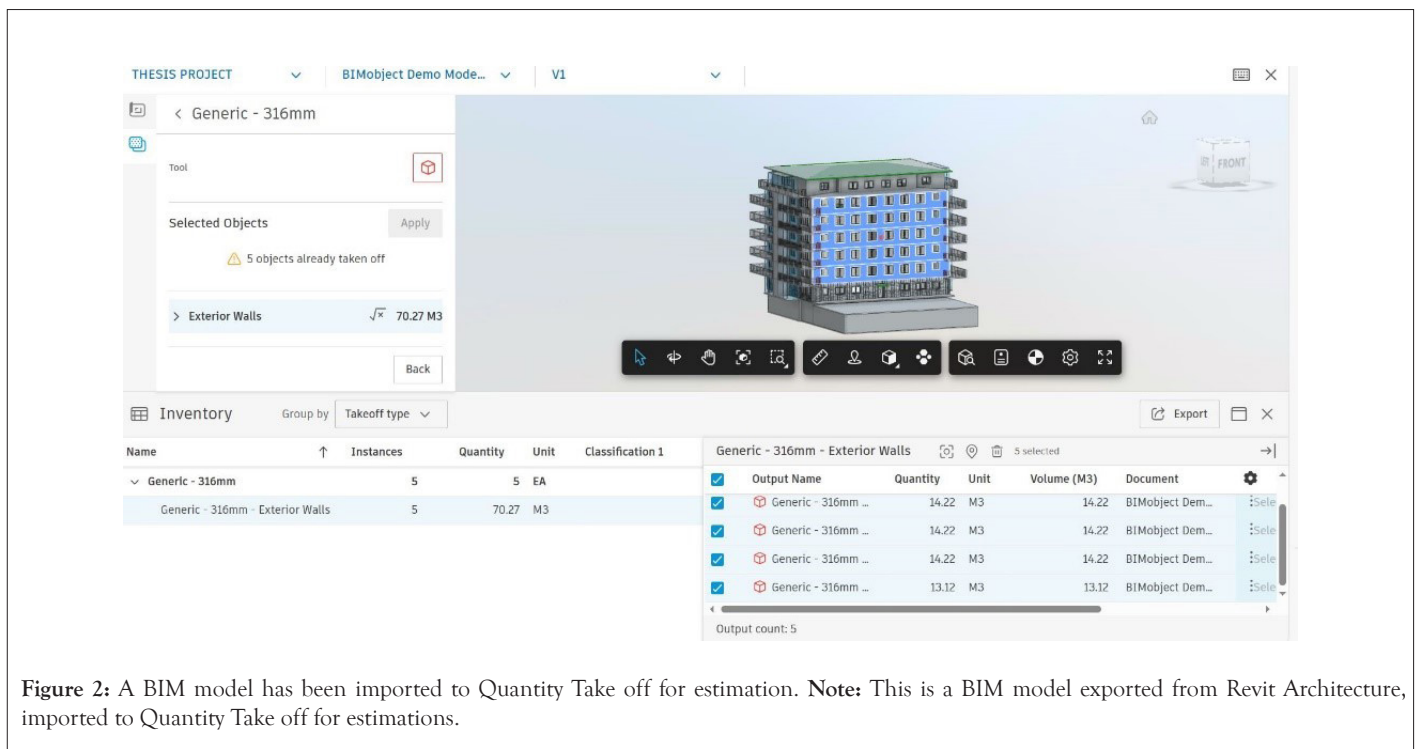 THESIS PROJECT BIMobject Demo Mode... V1
< Generic - 316mm
FRONT
Tool
Selected Objects Apply
5 objects already taken off
> Exterior Walls √x 70.27 M3
Back
Inventory Group by Takeoff type Export
Name ↑ Instances Quantity Unit Classification 1
Generic - 316mm 5 5 EA
Generic - 316mm - Exterior Walls 5 70.27 M3
Generic - 316mm - Exterior Walls 5 selected
Output Name Quantity Unit Volume (M3) Document
Generic - 316mm ... 14.22 M3 14.22 BIMobject Dem... Sele
Generic - 316mm ... 14.22 M3 14.22 BIMobject Dem... Sele
Generic - 316mm ... 14.22 M3 14.22 BIMobject Dem... Sele
Generic - 316mm ... 13.12 M3 13.12 BIMobject Dem... Sele
Output count: 5
Figure 2: A BIM model has been imported to Quantity Take off for estimation. Note: This is a BIM model exported from Revit Architecture,
imported to Quantity Take off for estimations.